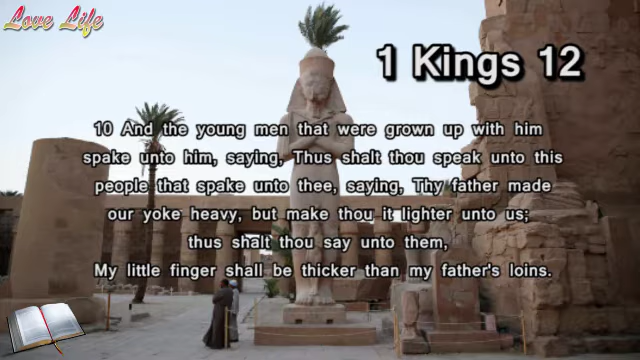 Love Life
1 Kings 12
10 And the young men that were grown up with him
spake unto him, saying, Thus shalt thou speak unto this
people that spake unto thee, saying, Thy father made
our yoke heavy, but make thou it lighter unto us;
thus shalt thou say unto them,
My little finger shall be thicker than my father's loins.